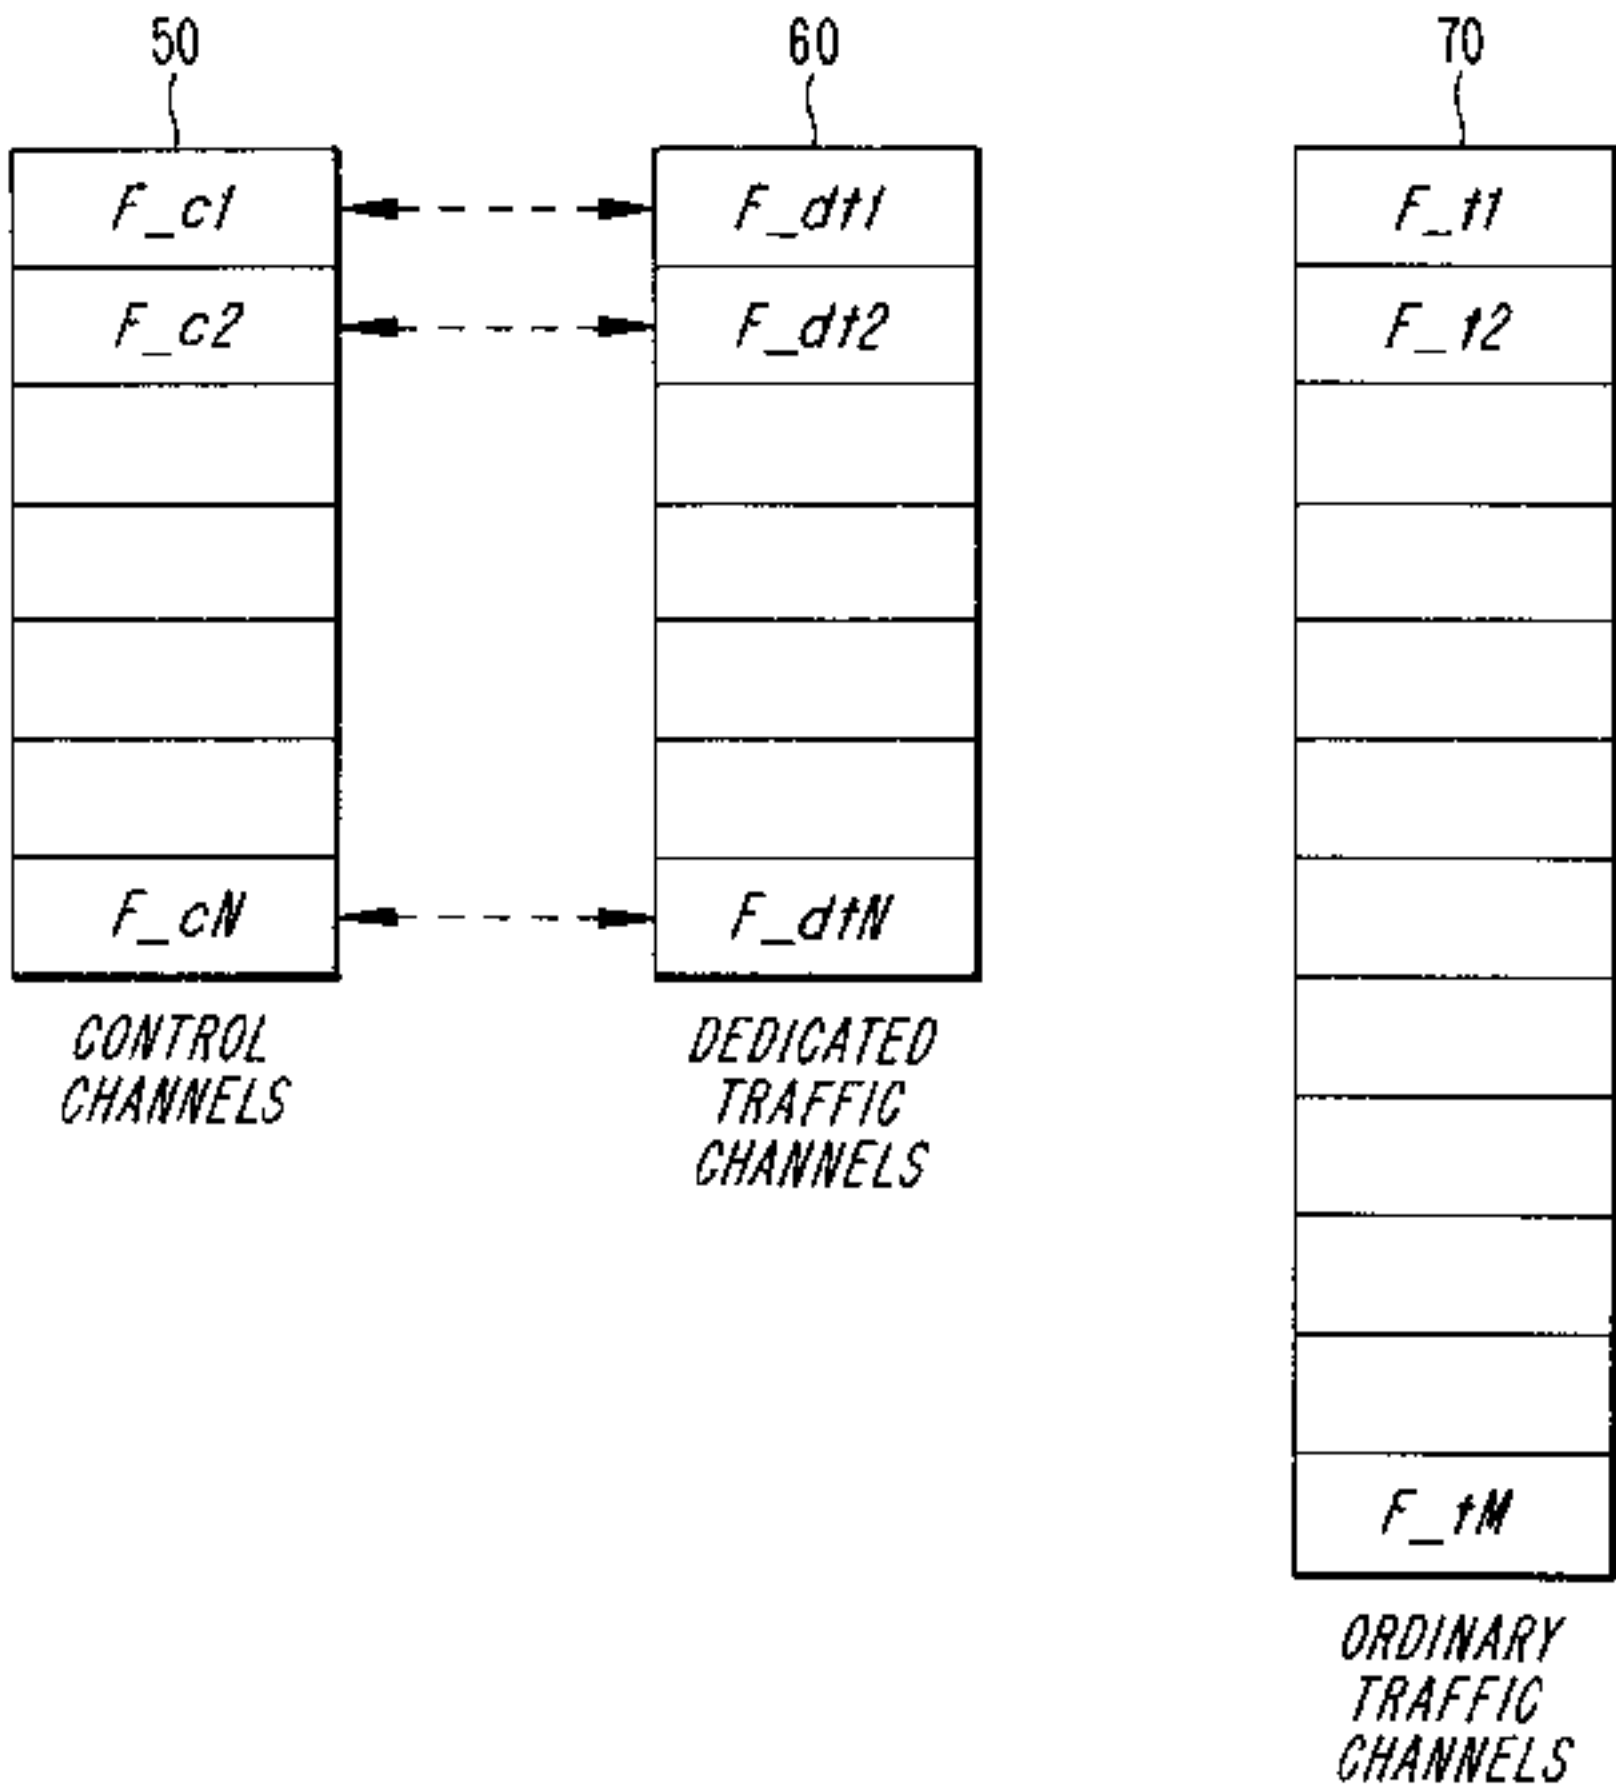 50
60
70
F_c1
F_dt1
F_t1
F_c2
F_dt2
F_t2
F_cN
F_dtN
CONTROL
CHANNELS
DEDICATED
TRAFFIC
CHANNELS
F_tM
ORDINARY
TRAFFIC
CHANNELS